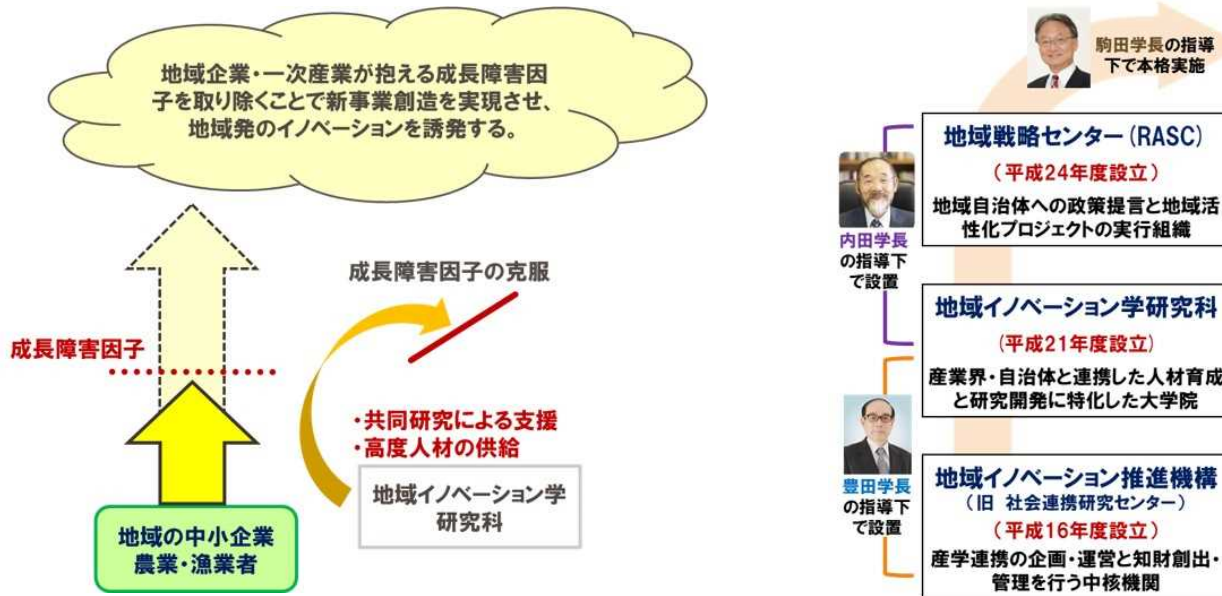 地域企業・一次産業が抱える成長障害因
子を取り除くことで新事業創造を実現させ、
地域発のイノベーションを誘発する。
成長障害因子の克服
成長障害因子
・共同研究による支援
・高度人材の供給
地域イノベーション学
研究科
地域の中小企業
農業・漁業者
駒田学長の指導
下で本格実施
地域戦略センター(RASC)
(平成24年度設立)
地域自治体への政策提言と地域活
性化プロジェクトの実行組織
内田学長
の指導下
で設置
地域イノベーション学研究科
(平成21年度設立)
産業界・自治体と連携した人材育成
と研究開発に特化した大学院
豊田学長
の指導下
で設置
地域イノベーション推進機構
(旧 社会連携研究センター)
(平成16年度設立)
産学連携の企画・運営と知財創出・
管理を行う中核機関